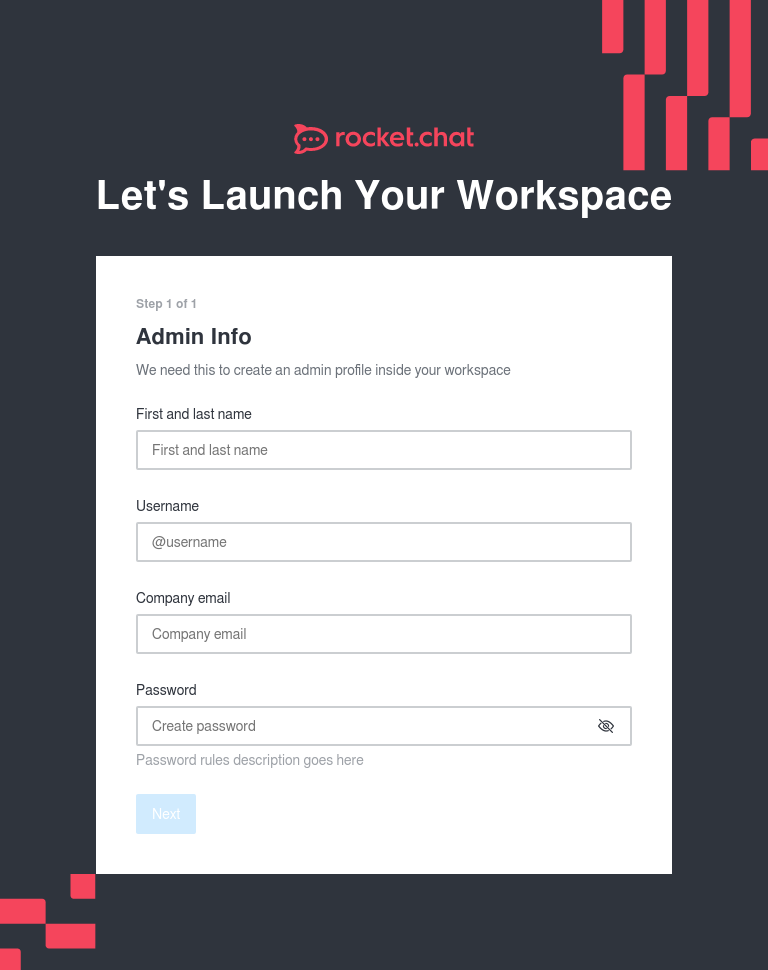 rocket.chat
Let's Launch Your Workspace
Step 1 of 1
Admin Info
We need this to create an admin profile inside your workspace
First and last name
First and last name
Username
@username
Company email
Company email
Password
Create password
Password rules description goes here
Next